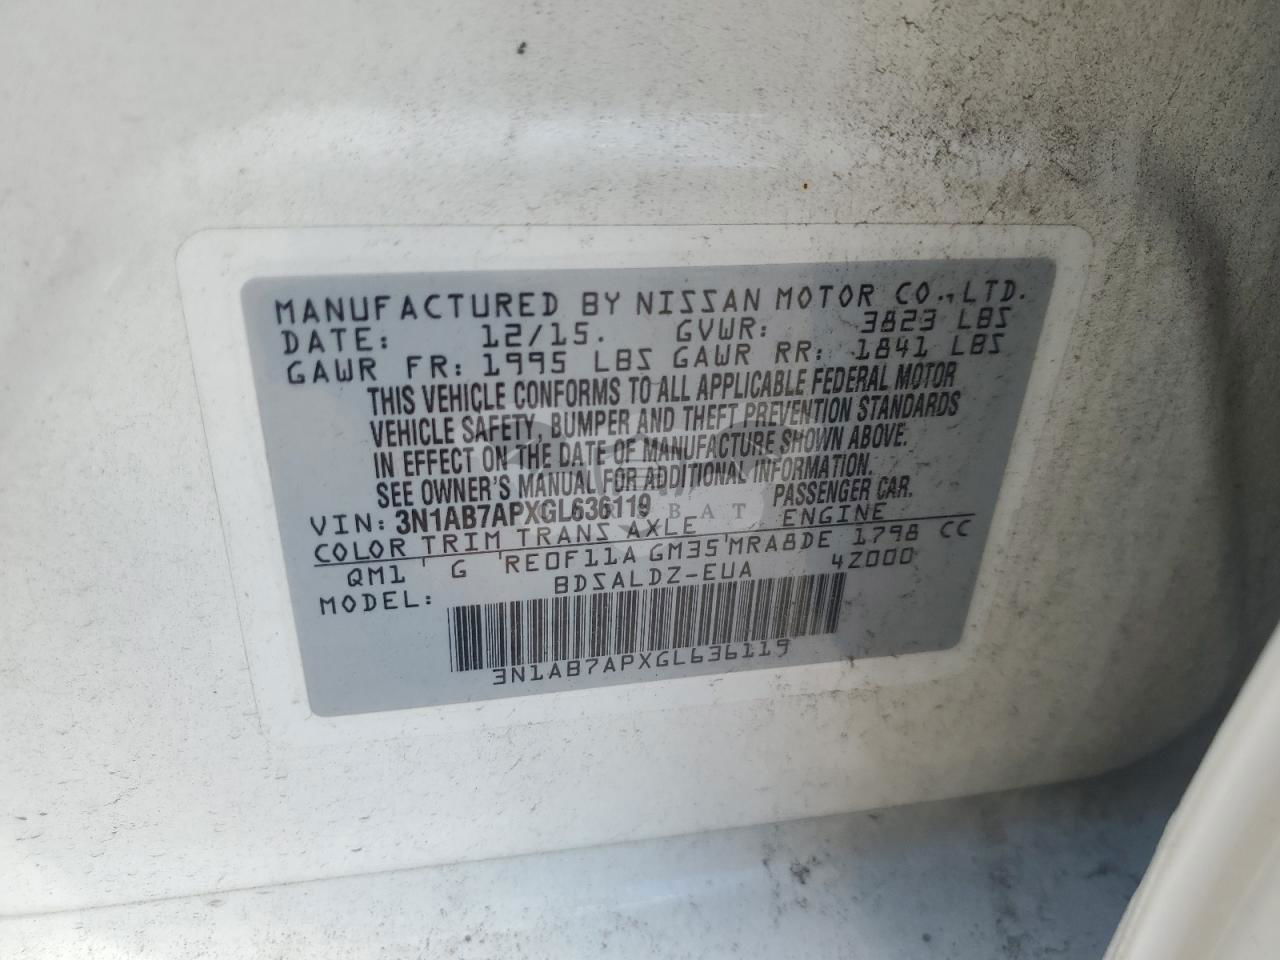 MANUFACTURED BY NISSAN MOTOR CO., LTD.
DATE: 12/15. GVWR: 3823 LBS
GAWR FR: 1995 LBS GAWR RR: 1841 LBS
THIS VEHICLE CONFORMS TO ALL APPLICABLE FEDERAL MOTOR
VEHICLE SAFETY, BUMPER AND THEFT PREVENTION STANDARDS
IN EFFECT ON THE DATE OF MANUFACTURE SHOWN ABOVE.
SEE OWNER'S MANUAL FOR ADDITIONAL INFORMATION.
VIN: 3N1AB7APXGL636119 PASSENGER CAR.
COLOR TRIM TRANS AXLE ENGINE
QM1 G RE0F11A GM35 MRA8DE 1798 CC
MODEL: BDSALDZ-EUA 4Z000
3N1AB7APXGL636119